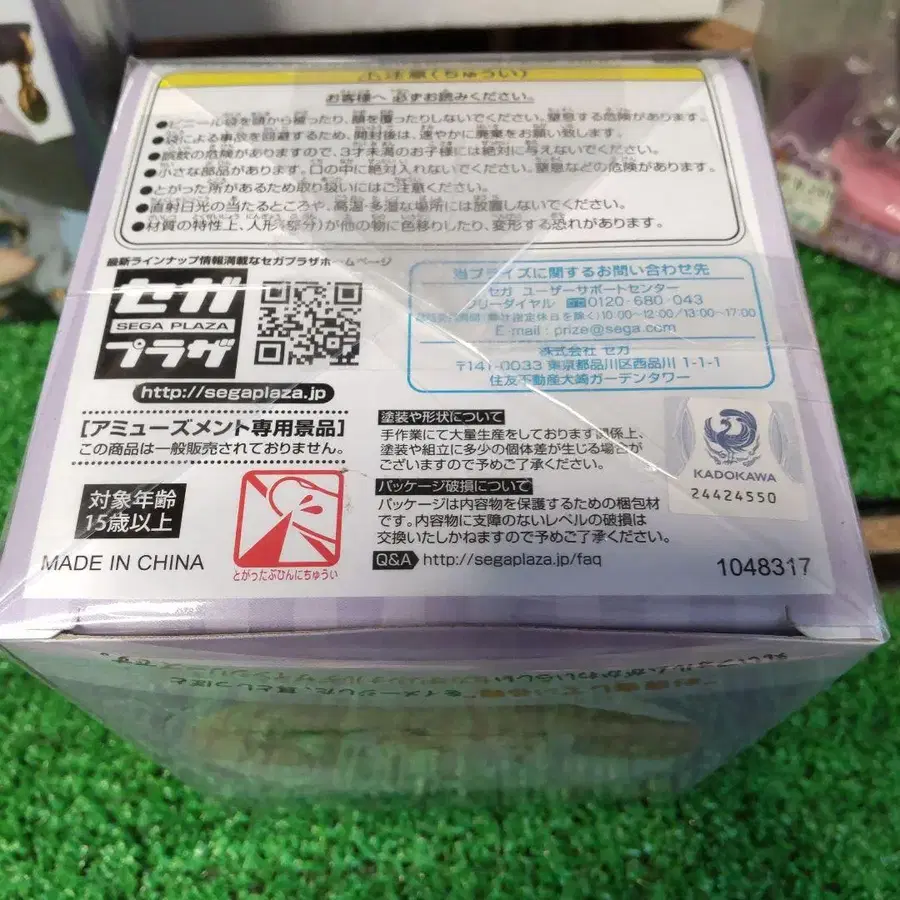 注意(ちゅうい)
お客様へ 必ずお読みください。
●ビニール袋を頭から被ったり、顔を覆ったりしないでください。窒息する危険があります。
●袋による事故を回避するため、開封後は、速やかに廃棄をお願い致します。
●誤飲の危険がありますので、3才未満のお子様には絶対に与えないでください。
●小さな部品があります。口の中に絶対入れないでください。窒息などの危険があります。
●とがった所があるため取り扱いにはご注意ください。
●直射日光の当たるところや、高温・多湿な場所には放置しないでください。
●材質の特性上、人形(部分)が他の物に色移りしたり、変形する恐れがあります。
最新ラインナップ情報満載なセガプラザホームページ
セガ
SEGA PLAZA
プラザ
http://segaplaza.jp
当プライズに関するお問い合わせ先
セガ ユーザーサポートセンター
フリーダイヤル 0120-680-043
10:00~12:00/13:00~17:00
E-mail : prize@sega.com
株式会社 セガ
〒141-0033 東京都品川区西品川 1-1-1
住友不動産大崎ガーデンタワー
[アミューズメント専用景品]
この商品は一般販売されておりません。
対象年齢
15歳以上
MADE IN CHINA
とがったぶひんにちゅうい
塗装や形状について
手作業にて大量生産をしております関係上、
塗装や組立に多少の個体差が生じる場合が
ございますので予めご了承ください。
パッケージ破損について
パッケージは内容物を保護するための梱包材
です。内容物に支障のないレベルの破損は
交換いたしかねますので予めご了承ください。
Q&A http://segaplaza.jp/faq
KADOKAWA
24424550
1048317
をイメージした、耳としっぽと